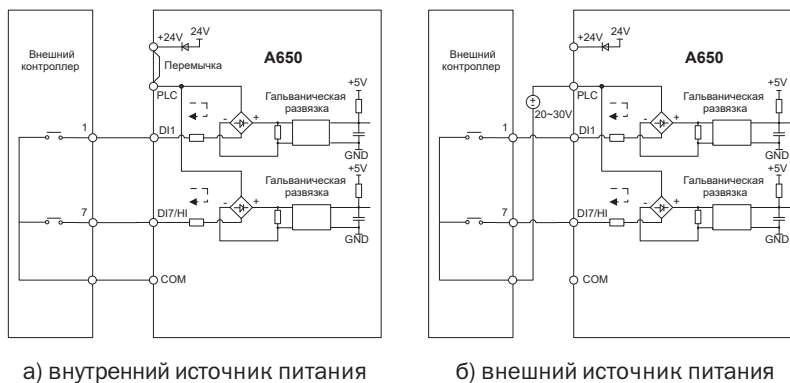 24V
+24V
A650
Внешний
контроллер
Перемычка
PLC
Гальваническая
развязка
+5V
1
DI1
-
+
GND
+5V
Гальваническая
развязка
7
DI7/HI
-
+
GND
COM
а) внутренний источник питания
24V
+24V
A650
Внешний
контроллер
PLC
20~30V
Гальваническая
развязка
+5V
1
DI1
-
+
GND
+5V
Гальваническая
развязка
7
DI7/HI
-
+
GND
COM
б) внешний источник питания